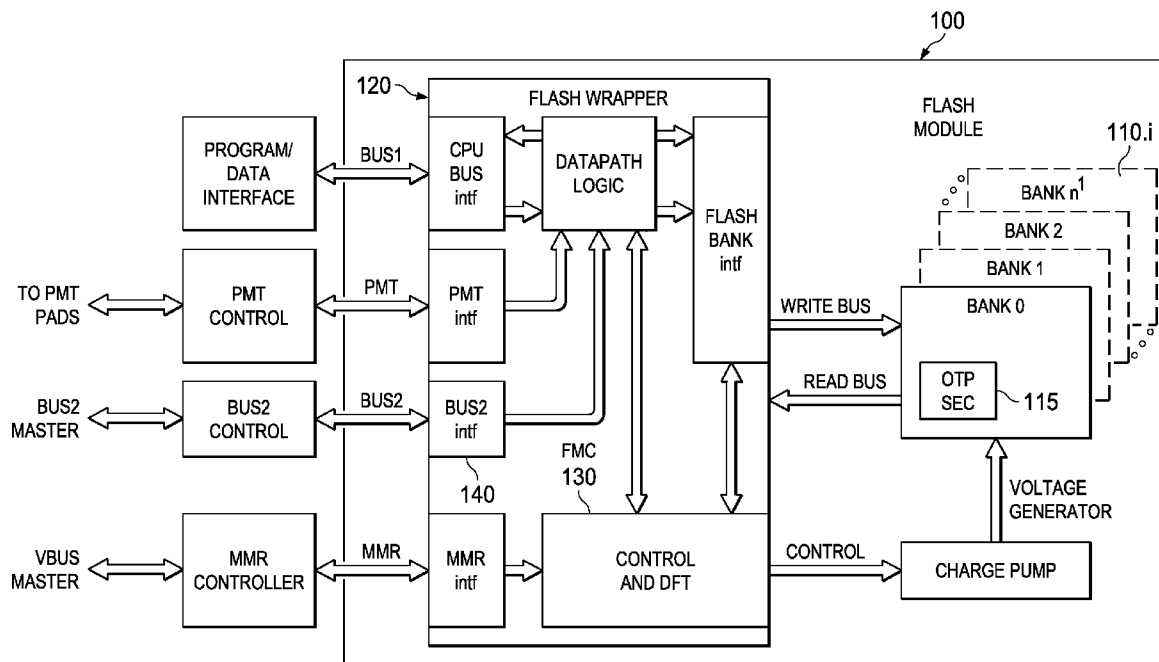 100
120
FLASH WRAPPER
FLASH
MODULE
110.i
PROGRAM/
DATA
INTERFACE
BUS1
CPU
BUS
intf
DATAPATH
LOGIC
FLASH
BANK
intf
BANK n1
BANK 2
BANK 1
BANK 0
TO PMT
PADS
PMT
CONTROL
PMT
PMT
intf
WRITE BUS
READ BUS
OTP
SEC
115
BUS2
MASTER
BUS2
CONTROL
BUS2
BUS2
intf
140
FMC
130
VOLTAGE
GENERATOR
VBUS
MASTER
MMR
CONTROLLER
MMR
MMR
intf
CONTROL
AND DFT
CONTROL
CHARGE PUMP